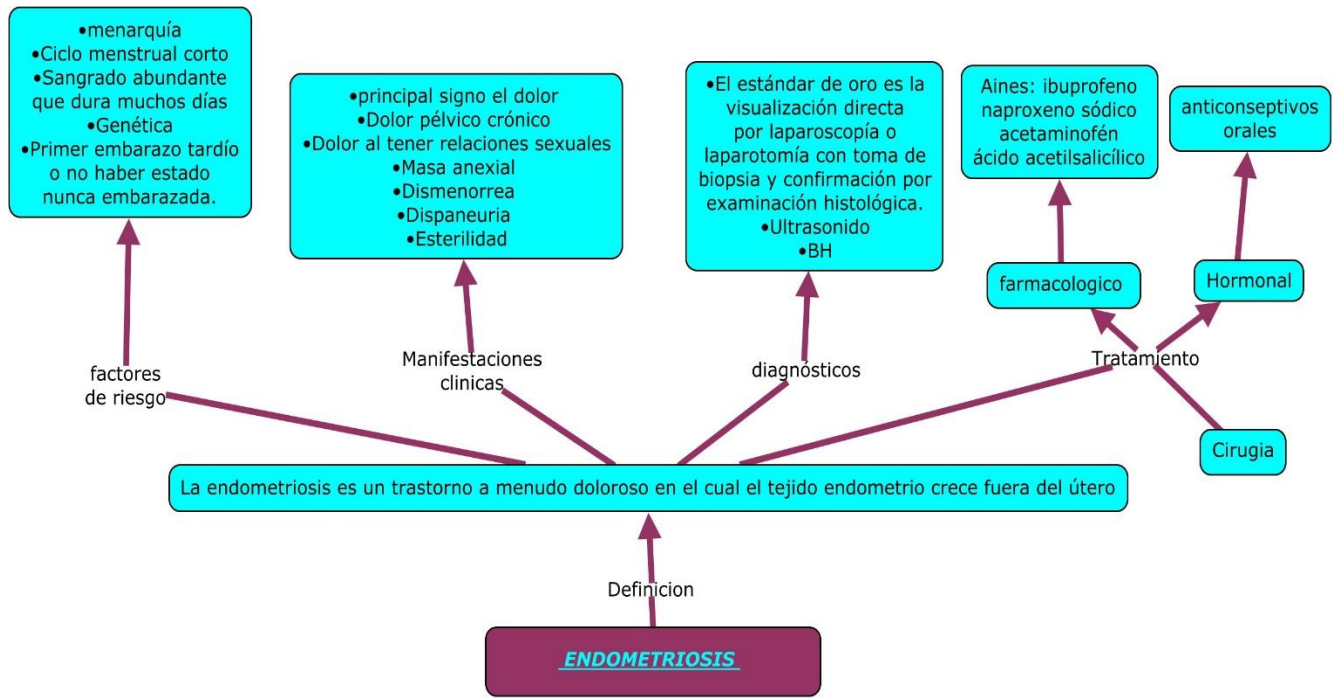 •menarquía
•Ciclo menstrual corto
•Sangrado abundante
que dura muchos días
•Genética
•Primer embarazo tardío
o no haber estado
nunca embarazada.
•principal signo el dolor
•Dolor pélvico crónico
•Dolor al tener relaciones sexuales
•Masa anexial
•Dismenorrea
•Dispaneuria
•Esterilidad
•El estándar de oro es la
visualización directa
por laparoscopía o
laparotomía con toma de
biopsia y confirmación por
examinación histológica.
•Ultrasonido
•BH
Aines: ibuprofeno
naproxeno sódico
acetaminofén
ácido acetilsalicílico
anticonseptivos
orales
farmacologico
Hormonal
factores
de riesgo
Manifestaciones
clinicas
diagnósticos
Tratamiento
Cirugia
La endometriosis es un trastorno a menudo doloroso en el cual el tejido endometrio crece fuera del útero
Definicion
ENDOMETRIOSIS